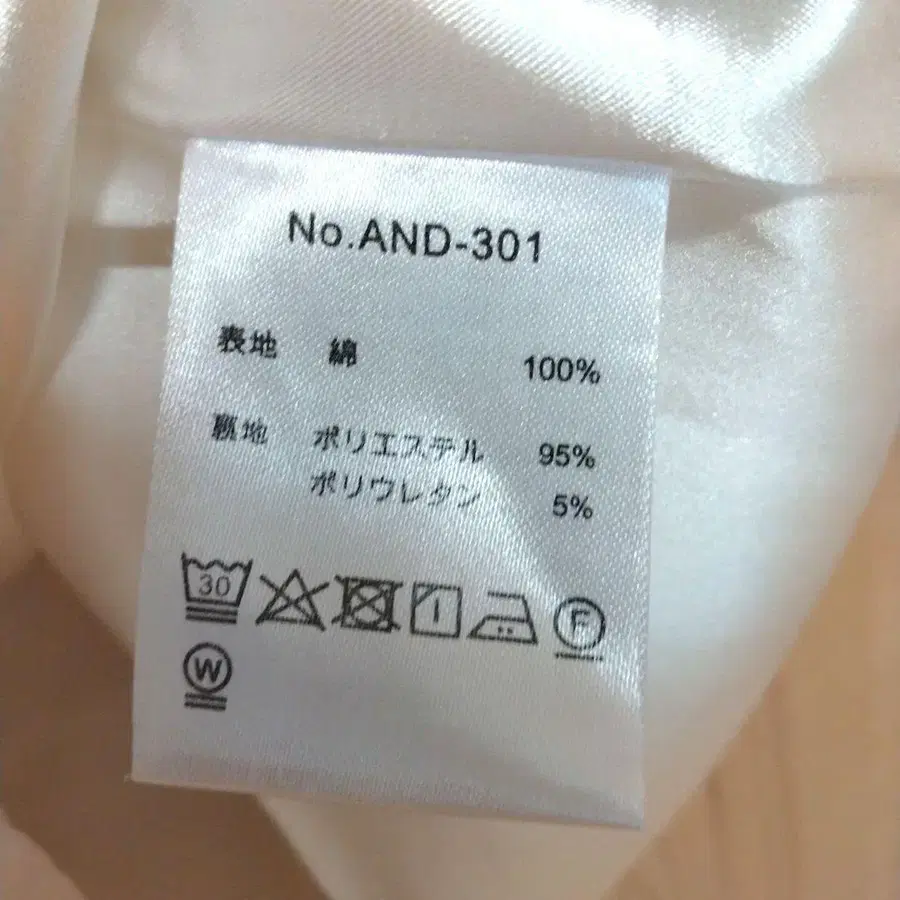 No.AND-301
表地 綿 100%
裏地 ポリエステル 95%
ポリウレタン 5%
30 F
W